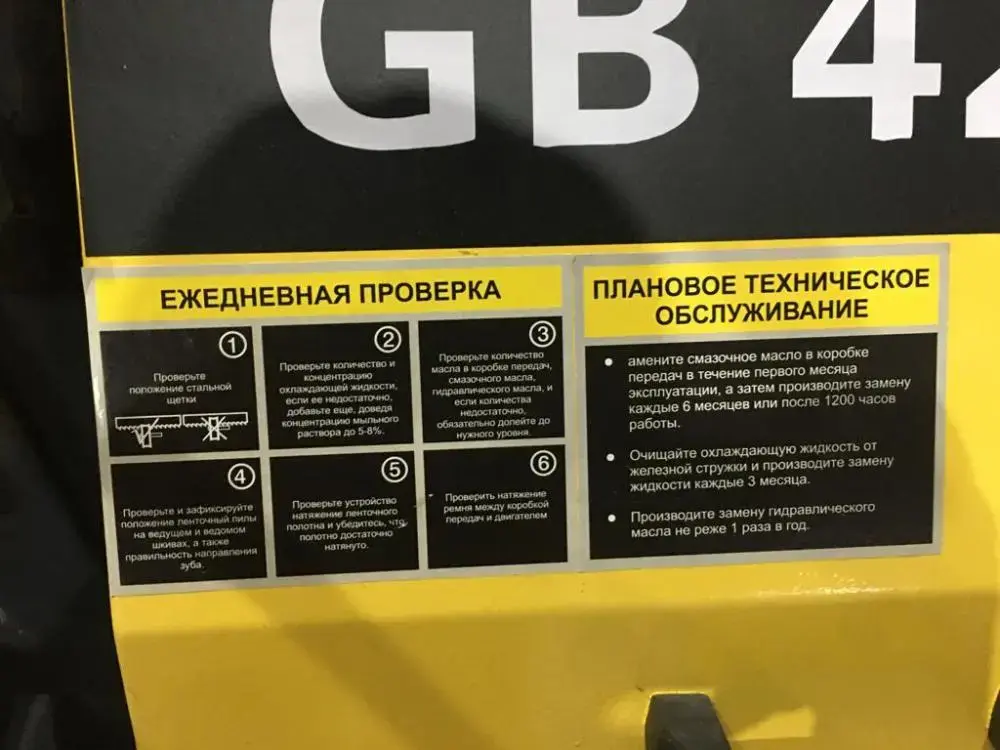 GB 42
ЕЖЕДНЕВНАЯ ПРОВЕРКА
1
Проверьте
положение стальной
щетки
2
Проверьте количество и
концентрацию
охлаждающей жидкости,
если ее недостаточно,
добавьте еще, доведя
концентрацию мыльного
раствора до 5-8%.
3
Проверьте количество
масла в коробке передач,
смазочного масла,
гидравлического масла, и
если количества
недостаточно,
обязательно долейте до
нужного уровня.
4
Проверьте и зафиксируйте
положение ленточный пилы
на ведущем и ведомом
шкивах, а также
правильность направления
зуба.
5
Проверьте устройство
натяжение ленточного
полотна и убедитесь, что
полотно достаточно
натянуто.
6
Проверить натяжение
ремня между коробкой
передач и двигателем
ПЛАНОВОЕ ТЕХНИЧЕСКОЕ
ОБСЛУЖИВАНИЕ
• амените смазочное масло в коробке
передач в течение первого месяца
эксплуатации, а затем производите замену
каждые 6 месяцев или после 1200 часов
работы.
• Очищайте охлаждающую жидкость от
железной стружки и производите замену
жидкости каждые 3 месяца.
• Производите замену гидравлического
масла не реже 1 раза в год.